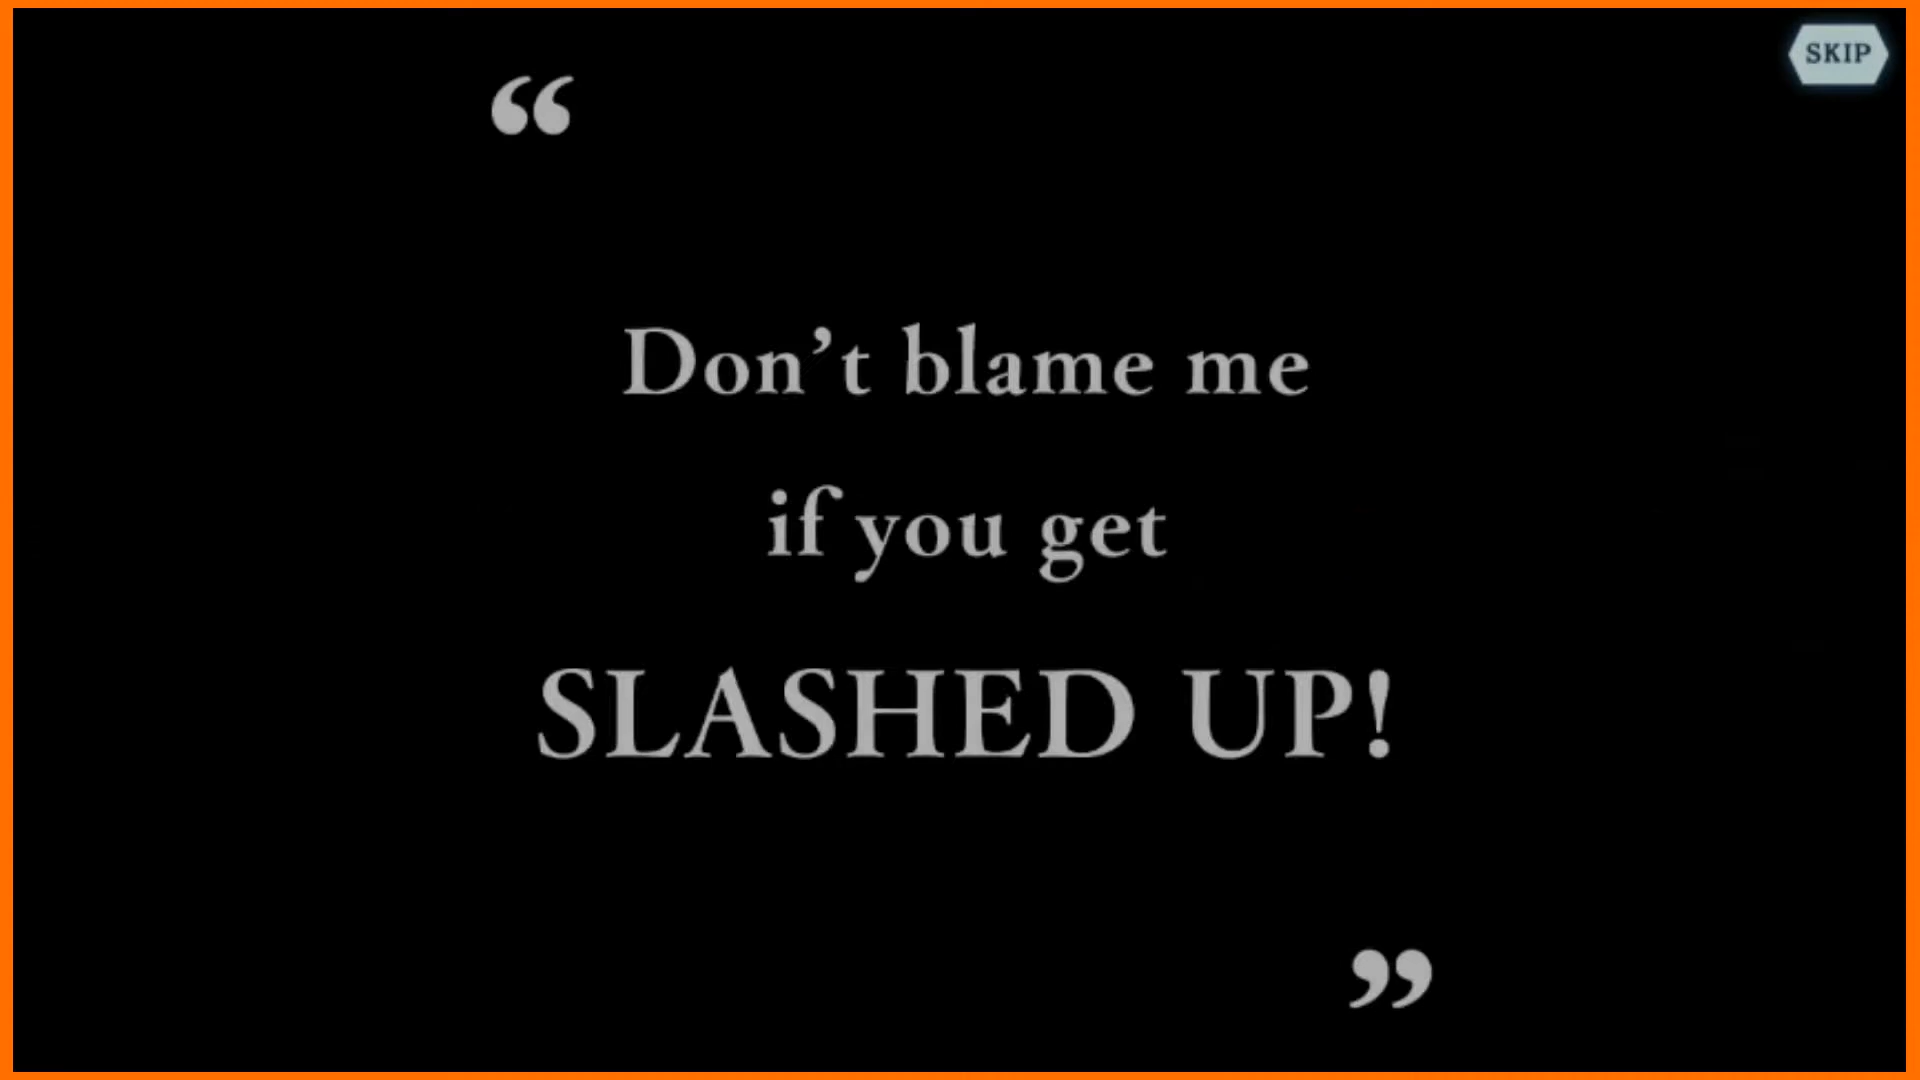 SKIP
“
Don’t blame me
if you get
SLASHED UP!
”